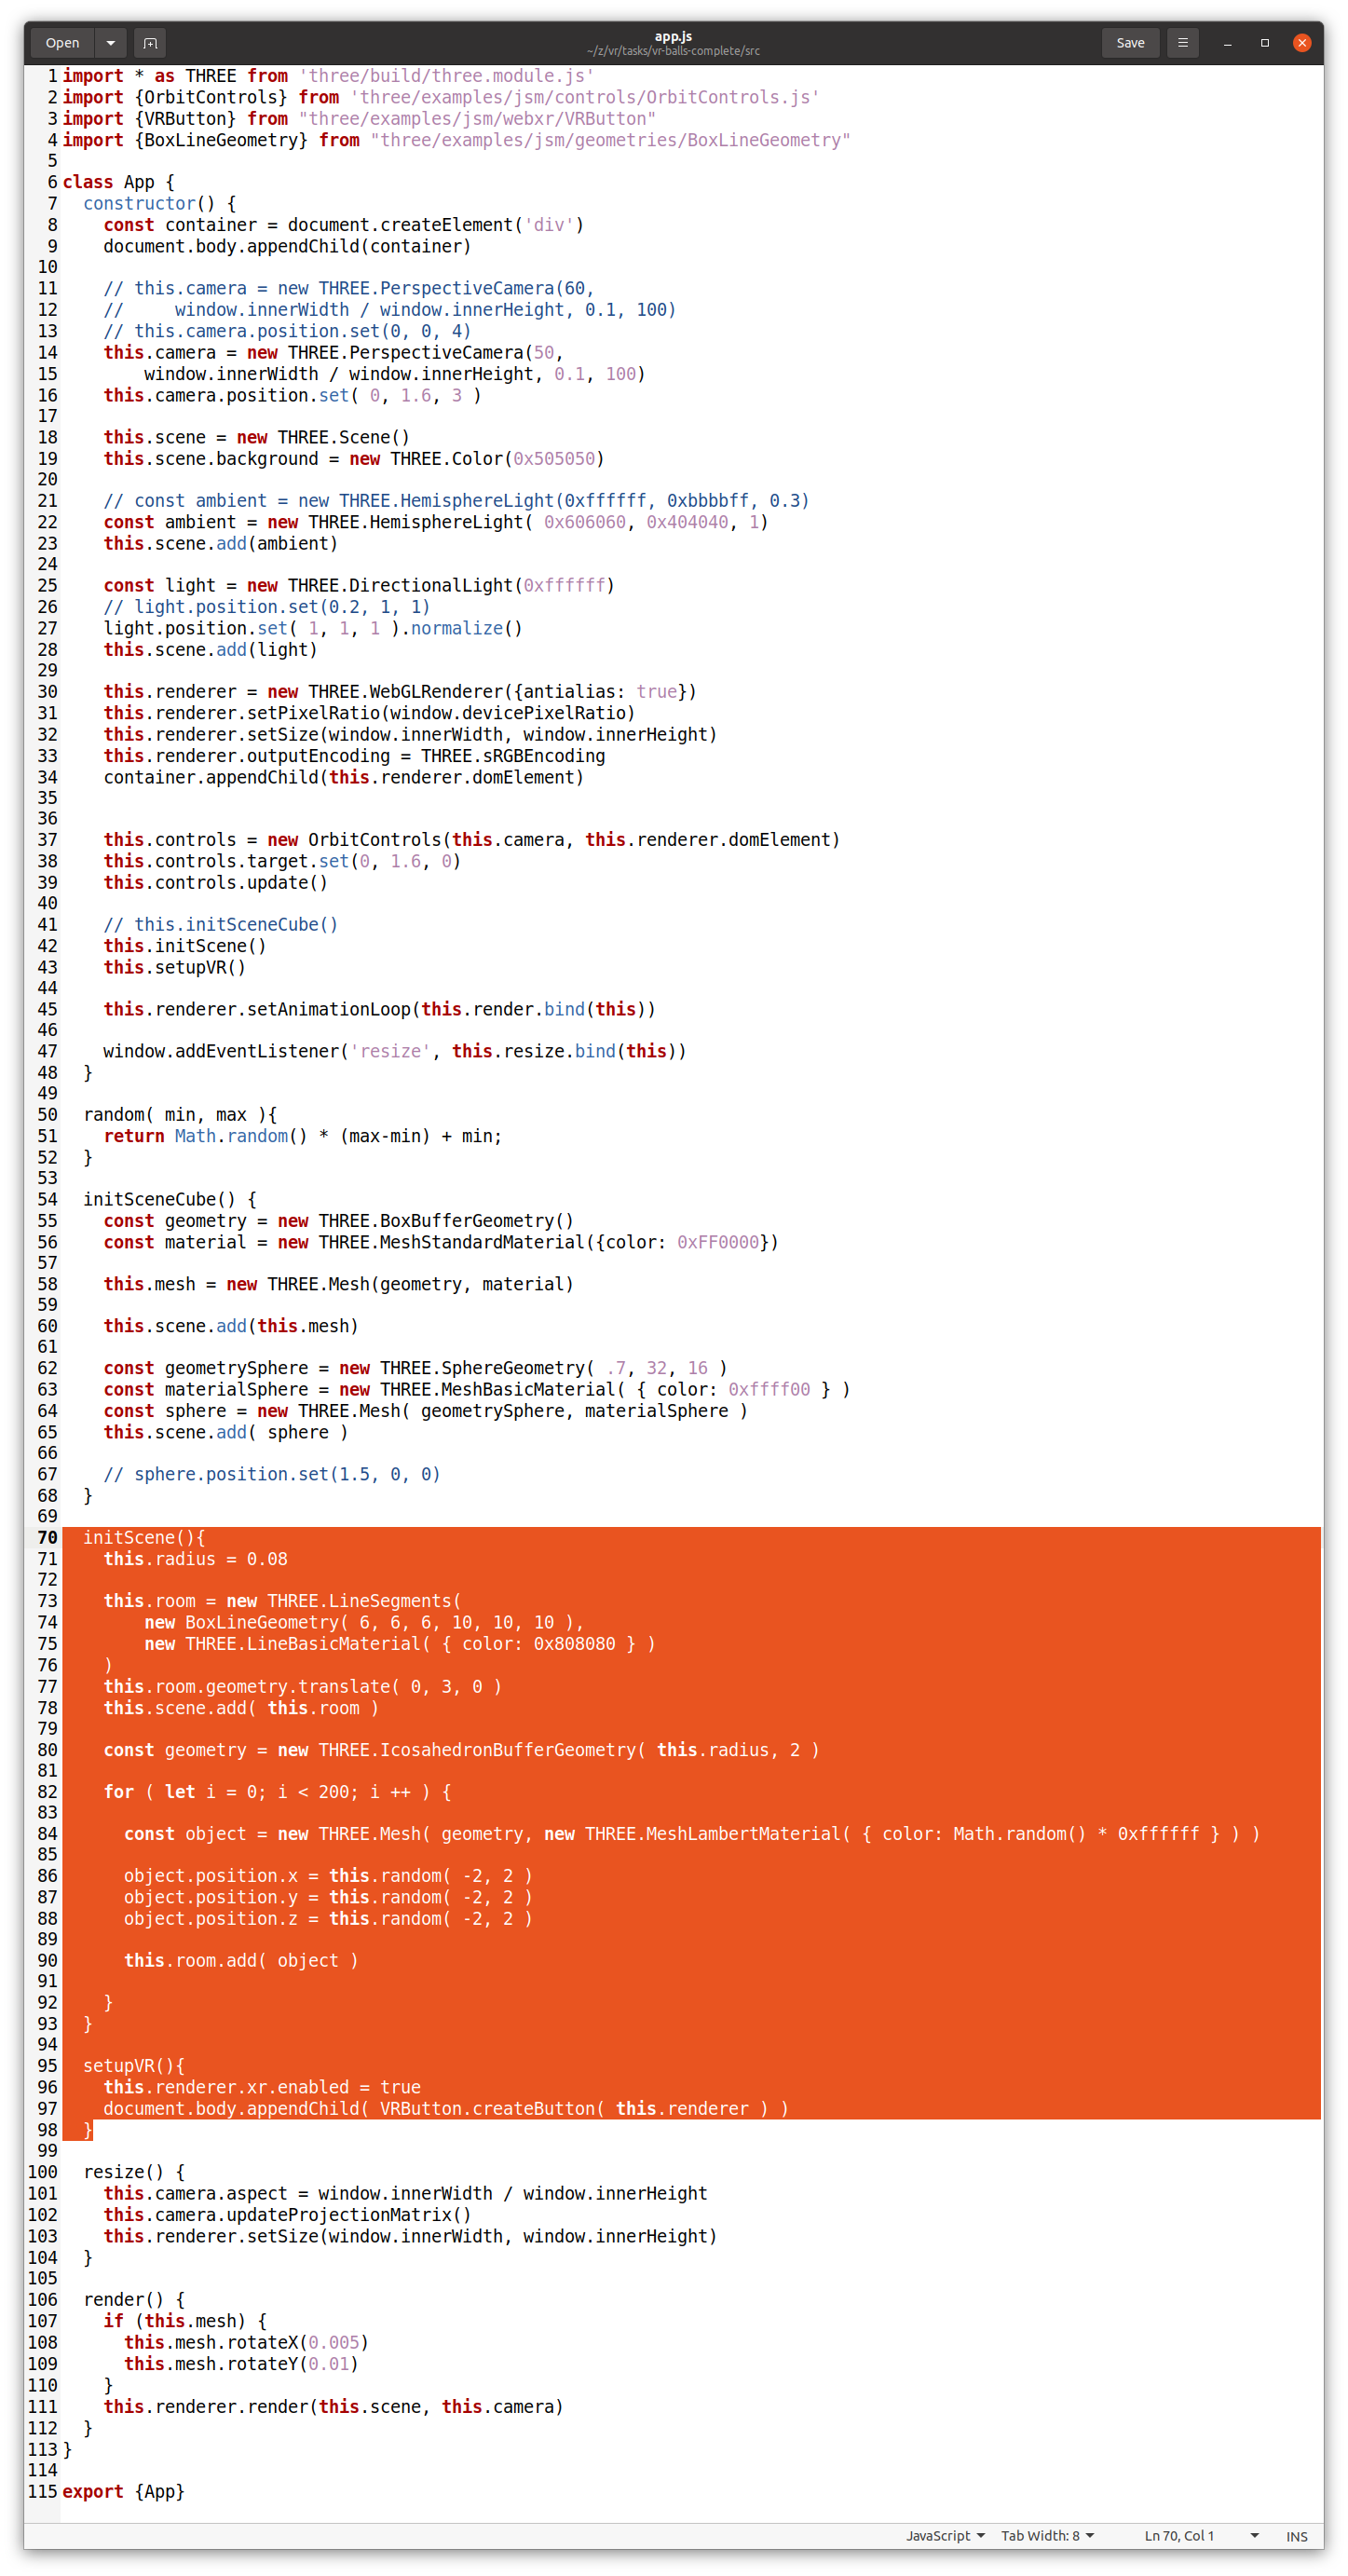 Open
app.js
~/z/vr/tasks/vr-balls-complete/src
Save
1 import * as THREE from 'three/build/three.module.js'
2 import {OrbitControls} from 'three/examples/jsm/controls/OrbitControls.js'
3 import {VRButton} from "three/examples/jsm/webxr/VRButton"
4 import {BoxLineGeometry} from "three/examples/jsm/geometries/BoxLineGeometry"
5
6 class App {
7   constructor() {
8     const container = document.createElement('div')
9     document.body.appendChild(container)
10
11     // this.camera = new THREE.PerspectiveCamera(60,
12     //     window.innerWidth / window.innerHeight, 0.1, 100)
13     // this.camera.position.set(0, 0, 4)
14     this.camera = new THREE.PerspectiveCamera(50,
15         window.innerWidth / window.innerHeight, 0.1, 100)
16     this.camera.position.set( 0, 1.6, 3 )
17
18     this.scene = new THREE.Scene()
19     this.scene.background = new THREE.Color(0x505050)
20
21     // const ambient = new THREE.HemisphereLight(0xffffff, 0xbbbbff, 0.3)
22     const ambient = new THREE.HemisphereLight( 0x606060, 0x404040, 1)
23     this.scene.add(ambient)
24
25     const light = new THREE.DirectionalLight(0xffffff)
26     // light.position.set(0.2, 1, 1)
27     light.position.set( 1, 1, 1 ).normalize()
28     this.scene.add(light)
29
30     this.renderer = new THREE.WebGLRenderer({antialias: true})
31     this.renderer.setPixelRatio(window.devicePixelRatio)
32     this.renderer.setSize(window.innerWidth, window.innerHeight)
33     this.renderer.outputEncoding = THREE.sRGBEncoding
34     container.appendChild(this.renderer.domElement)
35
36
37     this.controls = new OrbitControls(this.camera, this.renderer.domElement)
38     this.controls.target.set(0, 1.6, 0)
39     this.controls.update()
40
41     // this.initSceneCube()
42     this.initScene()
43     this.setupVR()
44
45     this.renderer.setAnimationLoop(this.render.bind(this))
46
47     window.addEventListener('resize', this.resize.bind(this))
48   }
49
50   random( min, max ){
51     return Math.random() * (max-min) + min;
52   }
53
54   initSceneCube() {
55     const geometry = new THREE.BoxBufferGeometry()
56     const material = new THREE.MeshStandardMaterial({color: 0xFF0000})
57
58     this.mesh = new THREE.Mesh(geometry, material)
59
60     this.scene.add(this.mesh)
61
62     const geometrySphere = new THREE.SphereGeometry( .7, 32, 16 )
63     const materialSphere = new THREE.MeshBasicMaterial( { color: 0xffff00 } )
64     const sphere = new THREE.Mesh( geometrySphere, materialSphere )
65     this.scene.add( sphere )
66
67     // sphere.position.set(1.5, 0, 0)
68   }
69
70   initScene(){
71     this.radius = 0.08
72
73     this.room = new THREE.LineSegments(
74         new BoxLineGeometry( 6, 6, 6, 10, 10, 10 ),
75         new THREE.LineBasicMaterial( { color: 0x808080 } )
76     )
77     this.room.geometry.translate( 0, 3, 0 )
78     this.scene.add( this.room )
79
80     const geometry = new THREE.IcosahedronBufferGeometry( this.radius, 2 )
81
82     for ( let i = 0; i < 200; i ++ ) {
83
84       const object = new THREE.Mesh( geometry, new THREE.MeshLambertMaterial( { color: Math.random() * 0xffffff } ) )
85
86       object.position.x = this.random( -2, 2 )
87       object.position.y = this.random( -2, 2 )
88       object.position.z = this.random( -2, 2 )
89
90       this.room.add( object )
91
92     }
93   }
94
95   setupVR(){
96     this.renderer.xr.enabled = true
97     document.body.appendChild( VRButton.createButton( this.renderer ) )
98   }
99
100   resize() {
101     this.camera.aspect = window.innerWidth / window.innerHeight
102     this.camera.updateProjectionMatrix()
103     this.renderer.setSize(window.innerWidth, window.innerHeight)
104   }
105
106   render() {
107     if (this.mesh) {
108       this.mesh.rotateX(0.005)
109       this.mesh.rotateY(0.01)
110     }
111     this.renderer.render(this.scene, this.camera)
112   }
113 }
114
115 export {App}
JavaScript Tab Width: 8 Ln 70, Col 1 INS